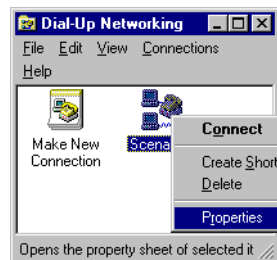 Dial-Up Networking
File Edit View Connections
Help
Make New
Connection
Scena
Connect
Create Short
Delete
Properties
Opens the property sheet of selected it